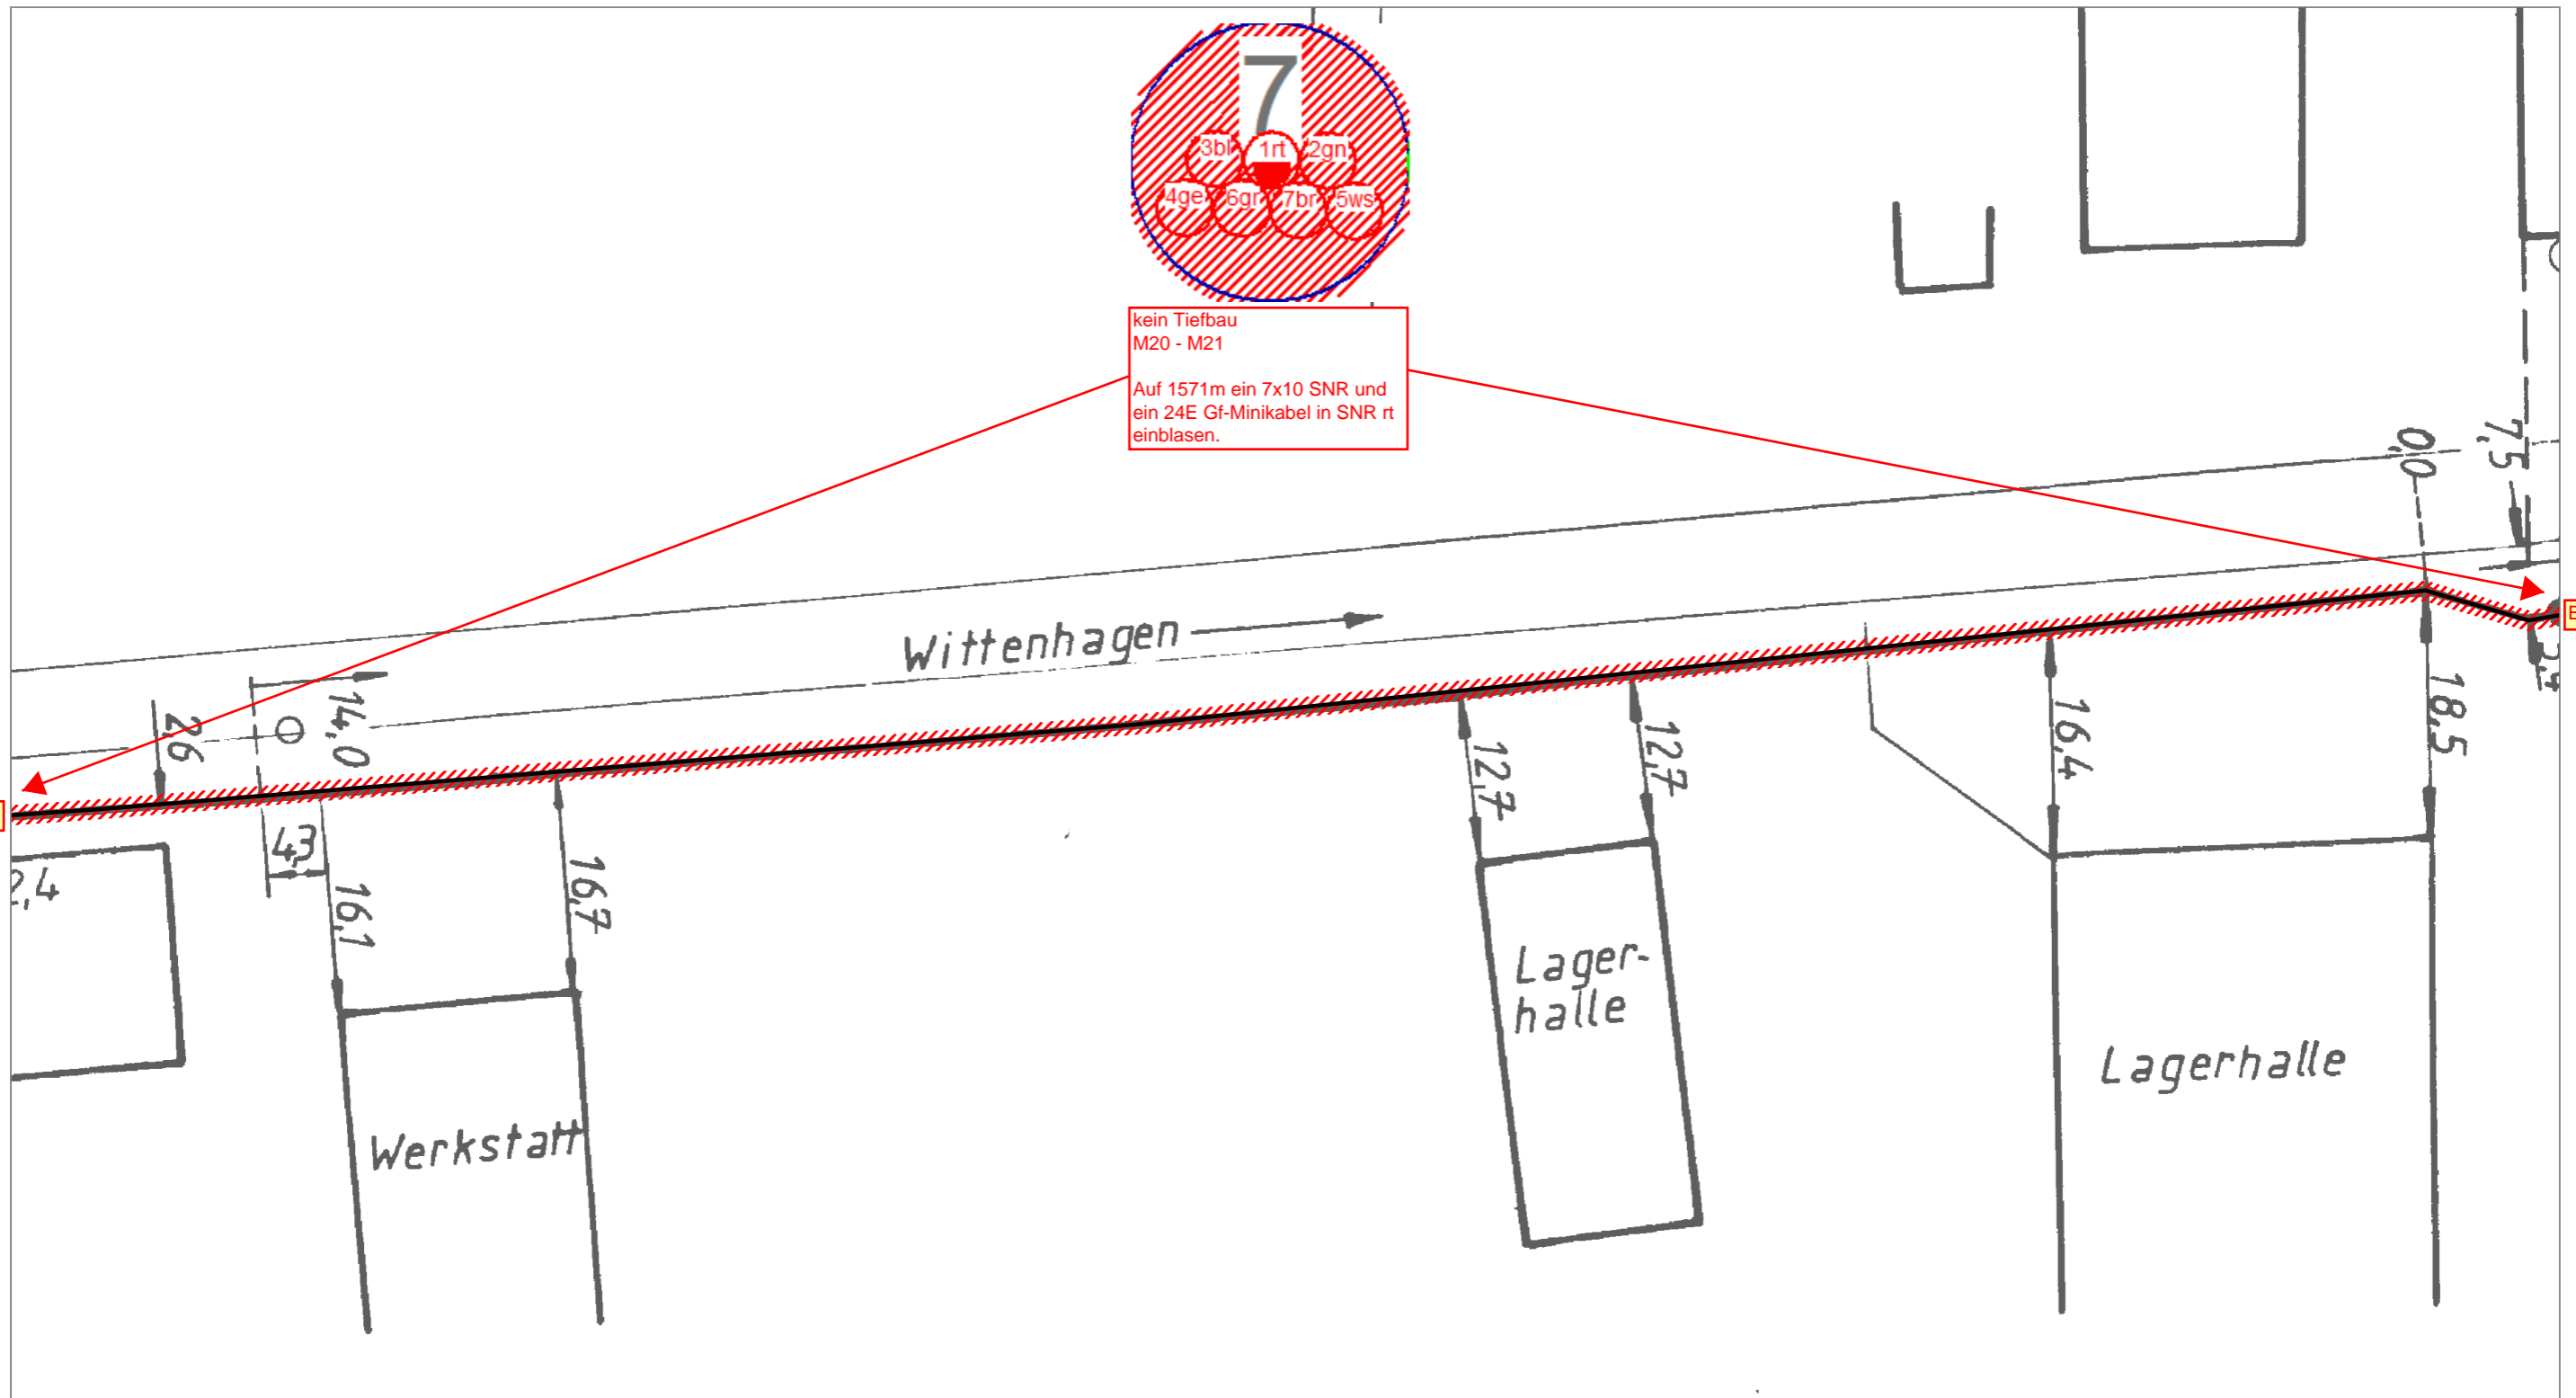 7
3bl 1rt 2gn
4ge 6gr 7br 5ws
kein Tiefbau
M20 - M21
Auf 1571m ein 7x10 SNR und
ein 24E Gf-Minikabel in SNR rt
einblasen.
0,0
7,5
Wittenhagen
2,6
14,0
4,3
16,1
16,7
12,7
12,7
16,4
18,5
2,4
Lager-
halle
Lagerhalle
Werkstatt